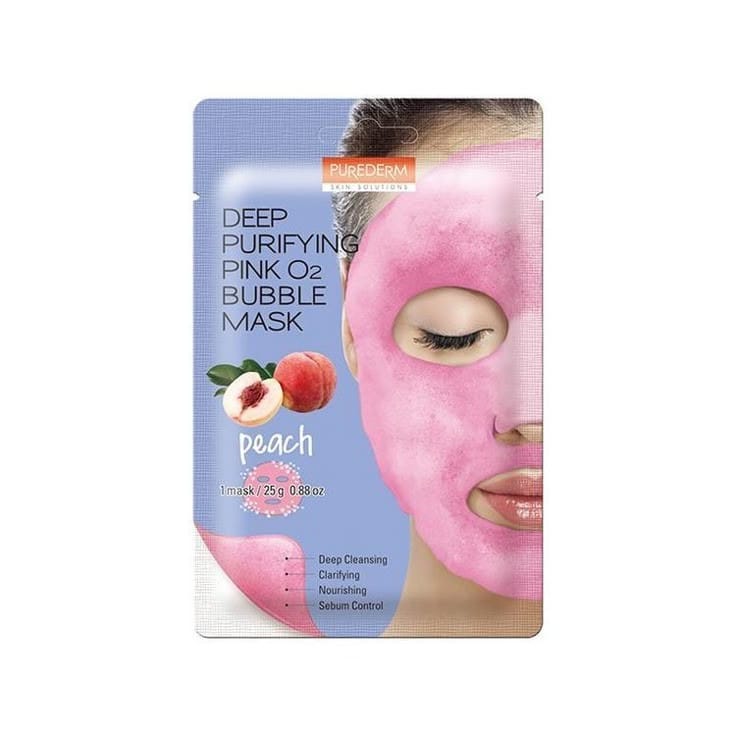 PUREDERM
SKIN SOLUTIONS
DEEP
PURIFYING
PINK O2
BUBBLE
MASK
peach
1 mask / 25 g 0.88 oz
Deep Cleansing
Clarifying
Nourishing
Sebum Control